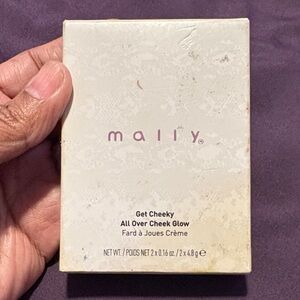 mally
Get Cheeky
All Over Cheek Glow
Fard à Joues Crème
NET WT. / POIDS NET 2 x 0.16 oz. / 2 x 4.8 g ℮